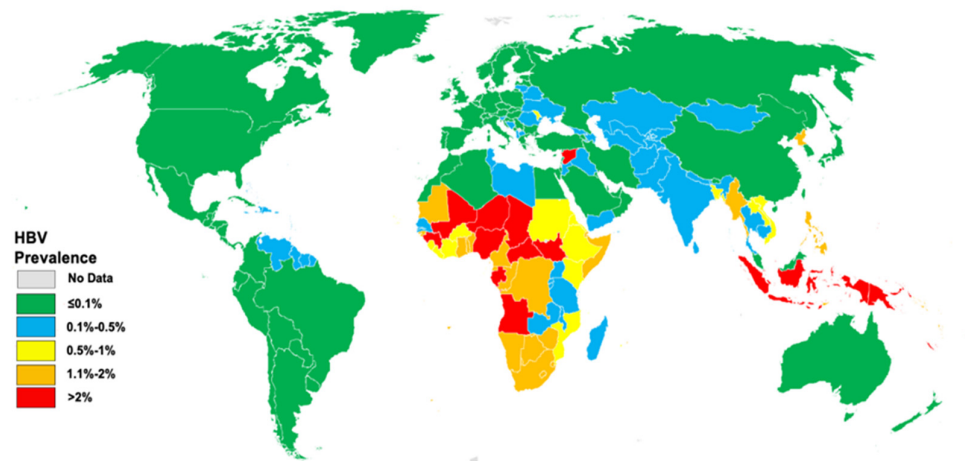 HBV
Prevalence
No Data
≤0.1%
0.1%-0.5%
0.5%-1%
1.1%-2%
>2%